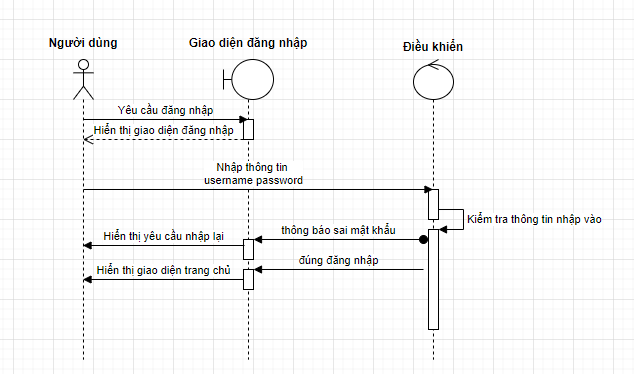 Người dùng
Giao diện đăng nhập
Điều khiển
Yêu cầu đăng nhập
Hiển thị giao diện đăng nhập
Nhập thông tin
username password
Kiểm tra thông tin nhập vào
thông báo sai mật khẩu
Hiển thị yêu cầu nhập lại
đúng đăng nhập
Hiển thị giao diện trang chủ